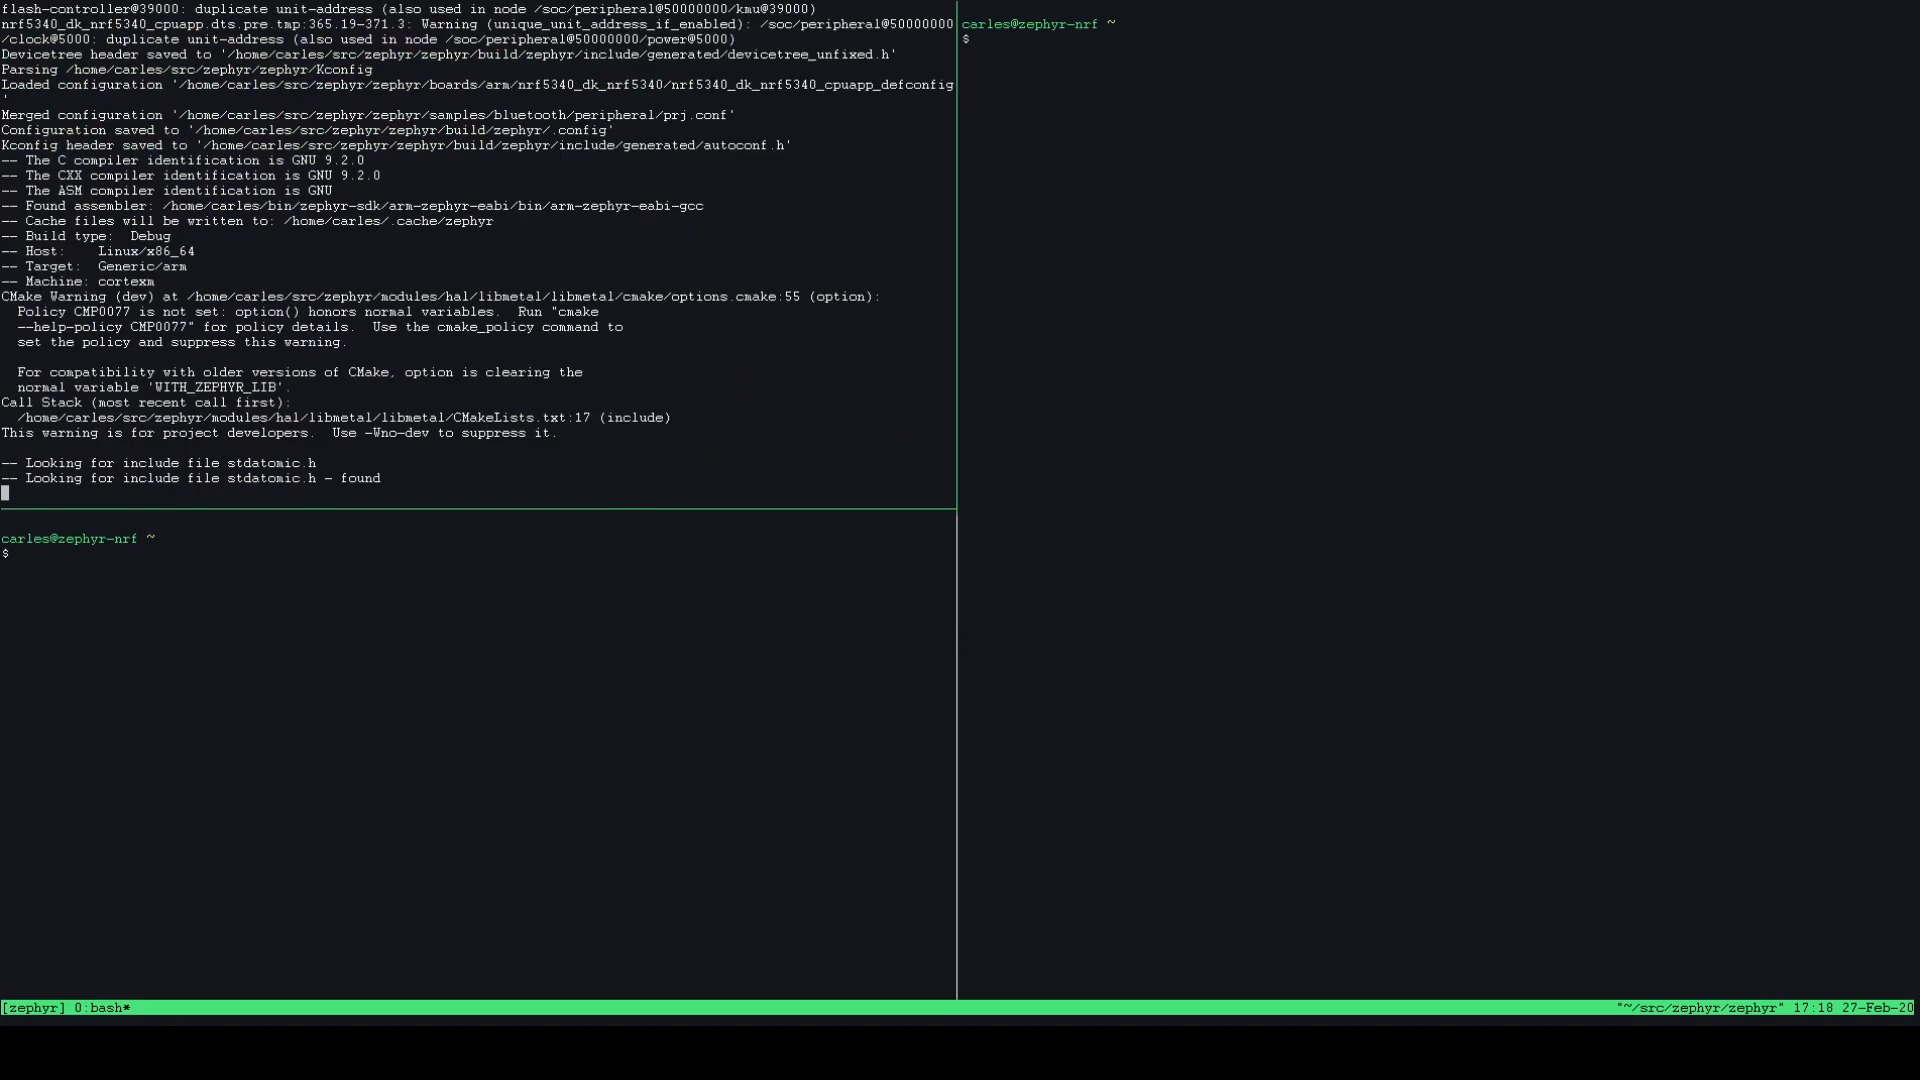 flash-controller@39000: duplicate unit-address (also used in node /soc/peripheral@50000000/kmu@39000)
nrf5340_dk_nrf5340_cpuapp.dts.pre.tmp:365.19-371.3: Warning (unique_unit_address_if_enabled): /soc/peripheral@50000000
/clock@5000: duplicate unit-address (also used in node /soc/peripheral@50000000/power@5000)
Devicetree header saved to '/home/carles/src/zephyr/zephyr/build/zephyr/include/generated/devicetree_unfixed.h'
Parsing /home/carles/src/zephyr/zephyr/Kconfig
Loaded configuration '/home/carles/src/zephyr/zephyr/boards/arm/nrf5340_dk_nrf5340/nrf5340_dk_nrf5340_cpuapp_defconfig
'
Merged configuration '/home/carles/src/zephyr/zephyr/samples/bluetooth/peripheral/prj.conf'
Configuration saved to '/home/carles/src/zephyr/zephyr/build/zephyr/.config'
Kconfig header saved to '/home/carles/src/zephyr/zephyr/build/zephyr/include/generated/autoconf.h'
-- The C compiler identification is GNU 9.2.0
-- The CXX compiler identification is GNU 9.2.0
-- The ASM compiler identification is GNU
-- Found assembler: /home/carles/bin/zephyr-sdk/arm-zephyr-eabi/bin/arm-zephyr-eabi-gcc
-- Cache files will be written to: /home/carles/.cache/zephyr
-- Build type:  Debug
-- Host:    Linux/x86_64
-- Target:  Generic/arm
-- Machine: cortexm
CMake Warning (dev) at /home/carles/src/zephyr/modules/hal/libmetal/libmetal/cmake/options.cmake:55 (option):
  Policy CMP0077 is not set: option() honors normal variables.  Run "cmake
  --help-policy CMP0077" for policy details.  Use the cmake_policy command to
  set the policy and suppress this warning.
  For compatibility with older versions of CMake, option is clearing the
  normal variable 'WITH_ZEPHYR_LIB'.
Call Stack (most recent call first):
  /home/carles/src/zephyr/modules/hal/libmetal/libmetal/CMakeLists.txt:17 (include)
This warning is for project developers.  Use -Wno-dev to suppress it.
-- Looking for include file stdatomic.h
-- Looking for include file stdatomic.h - found
carles@zephyr-nrf ~
$
carles@zephyr-nrf ~
$
[zephyr] 0:bash*
"~/src/zephyr/zephyr" 17:18 27-Feb-20